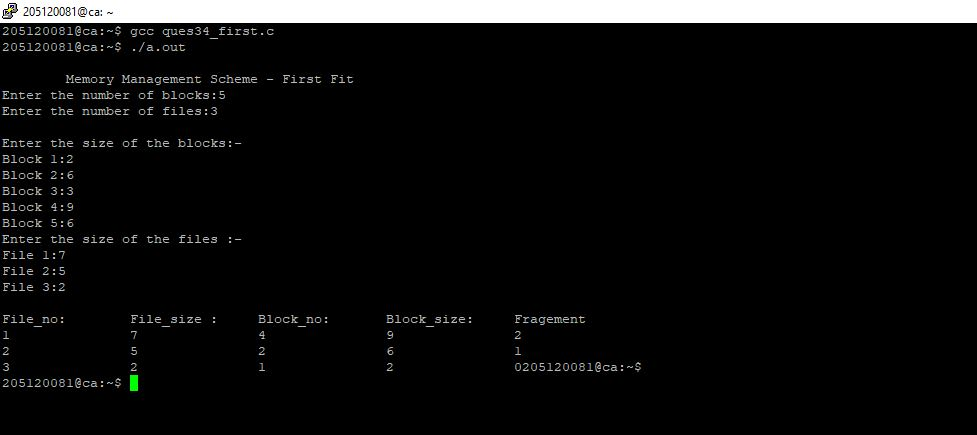 205120081@ca: ~
205120081@ca:~$ gcc ques34_first.c
205120081@ca:~$ ./a.out
Memory Management Scheme - First Fit
Enter the number of blocks:5
Enter the number of files:3
Enter the size of the blocks:-
Block 1:2
Block 2:6
Block 3:3
Block 4:9
Block 5:6
Enter the size of the files :-
File 1:7
File 2:5
File 3:2
File_no: File_size : Block_no: Block_size: Fragement
1 7 4 9 2
2 5 2 6 1
3 2 1 2 0205120081@ca:~$
205120081@ca:~$